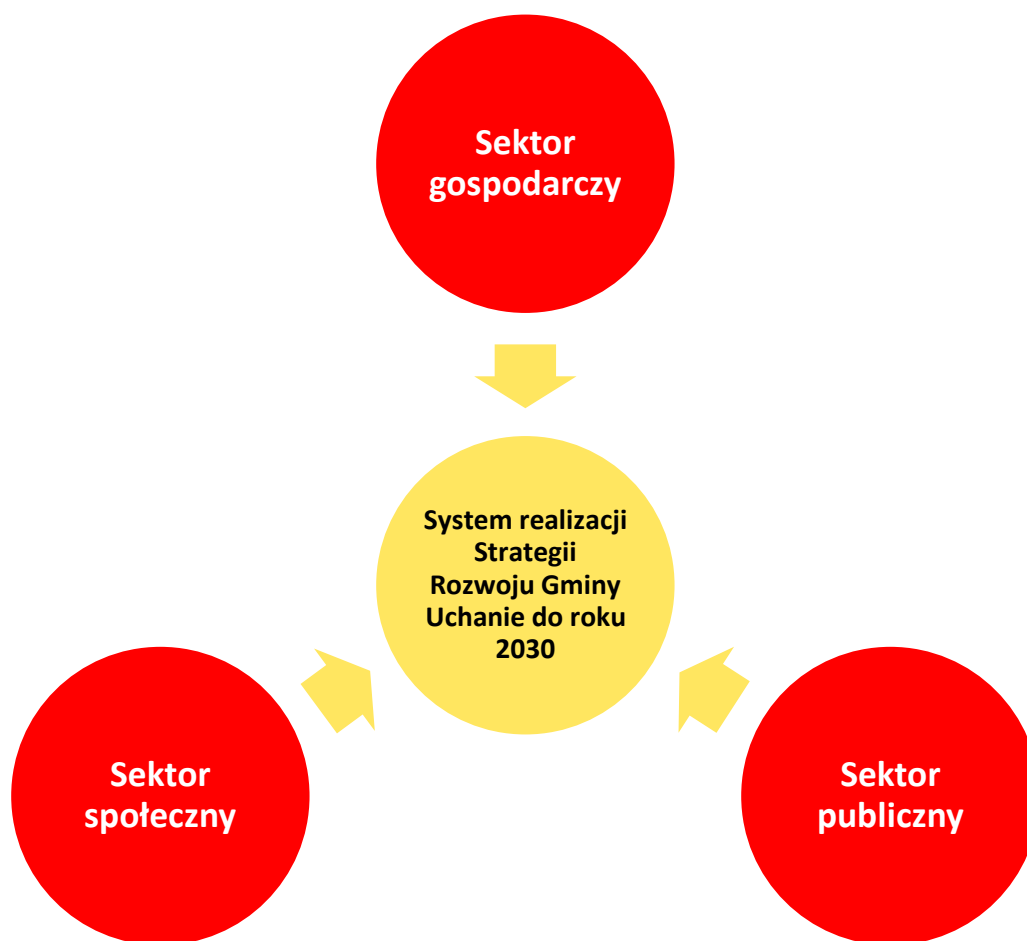 Sektor
gospodarczy
System realizacji
Strategii
Rozwoju Gminy
Uchanie do roku
2030
Sektor
społeczny
Sektor
publiczny